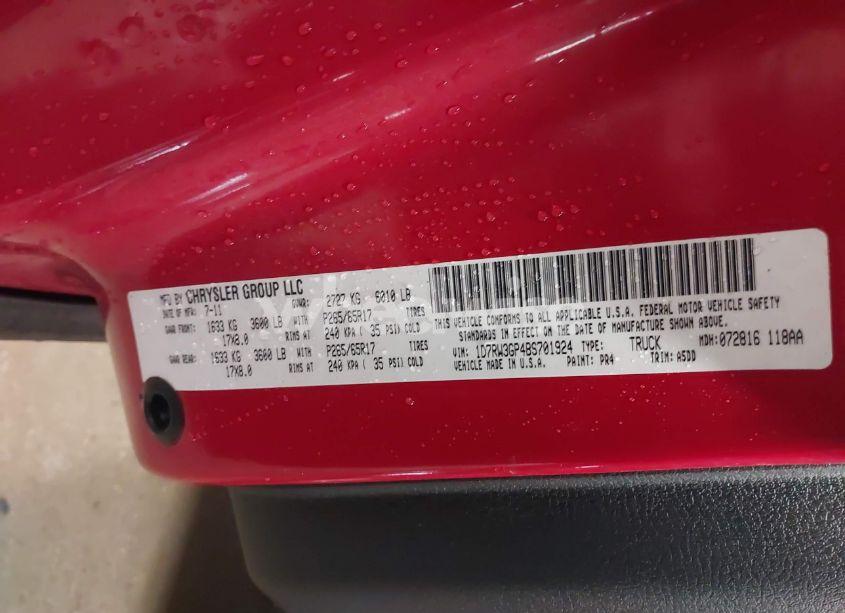 MFD BY CHRYSLER GROUP LLC
DATE OF MFR: 7-11 GVWR: 2727 KG 6010 LB
GAWR FRONT: 1633 KG 3600 LB WITH P265/65R17 TIRES
17X8.0 RIMS AT 240 KPA ( 35 PSI) COLD
GAWR REAR: 1633 KG 3600 LB WITH P265/65R17 TIRES
17X8.0 RIMS AT 240 KPA ( 35 PSI) COLD
THIS VEHICLE CONFORMS TO ALL APPLICABLE U.S.A. FEDERAL MOTOR VEHICLE SAFETY
STANDARDS IN EFFECT ON THE DATE OF MANUFACTURE SHOWN ABOVE.
VIN: 1D7RW3GP4BS701924 TYPE: TRUCK MDH: 072816 118AA
VEHICLE MADE IN U.S.A. PAINT: PR4 TRIM: A5DD